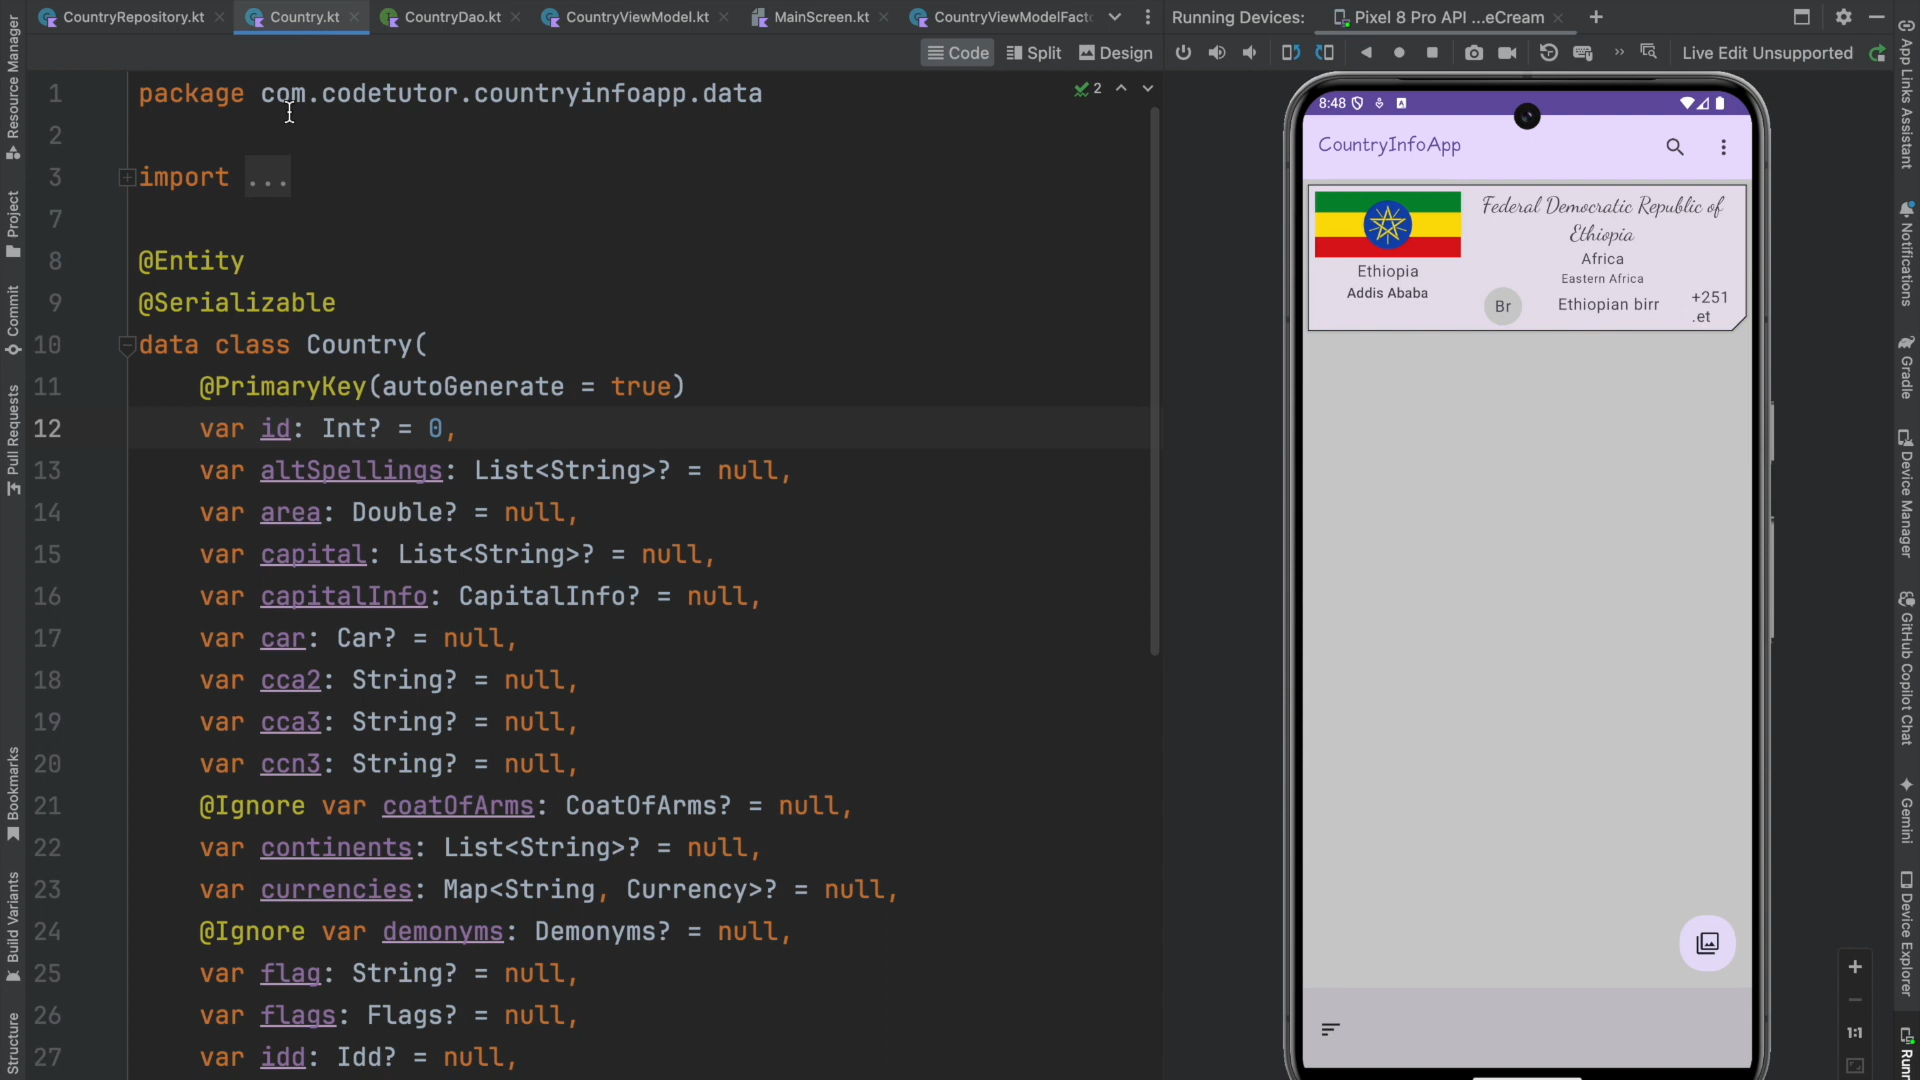 CountryRepository.kt
Country.kt
CountryDao.kt
CountryViewModel.kt
MainScreen.kt
CountryViewModelFact
Running Devices:
Pixel 8 Pro API ...eCream
Code
Split
Design
Live Edit Unsupported
1 package com.codetutor.countryinfoapp.data
2
3 import ...
7
8 @Entity
9 @Serializable
10 data class Country(
11 @PrimaryKey(autoGenerate = true)
12 var id: Int? = 0,
13 var altSpellings: List<String>? = null,
14 var area: Double? = null,
15 var capital: List<String>? = null,
16 var capitalInfo: CapitalInfo? = null,
17 var car: Car? = null,
18 var cca2: String? = null,
19 var cca3: String? = null,
20 var ccn3: String? = null,
21 @Ignore var coatOfArms: CoatOfArms? = null,
22 var continents: List<String>? = null,
23 var currencies: Map<String, Currency>? = null,
24 @Ignore var demonyms: Demonyms? = null,
25 var flag: String? = null,
26 var flags: Flags? = null,
27 var idd: Idd? = null,
2
Resource Manager
Project
Commit
Pull Requests
Bookmarks
Build Variants
Structure
8:48
CountryInfoApp
Federal Democratic Republic of
Ethiopia
Africa
Eastern Africa
Ethiopia
Addis Ababa
Br
Ethiopian birr
+251
.et
1:1
App Links Assistant
Notifications
Gradle
Device Manager
GitHub Copilot Chat
Gemini
Device Explorer